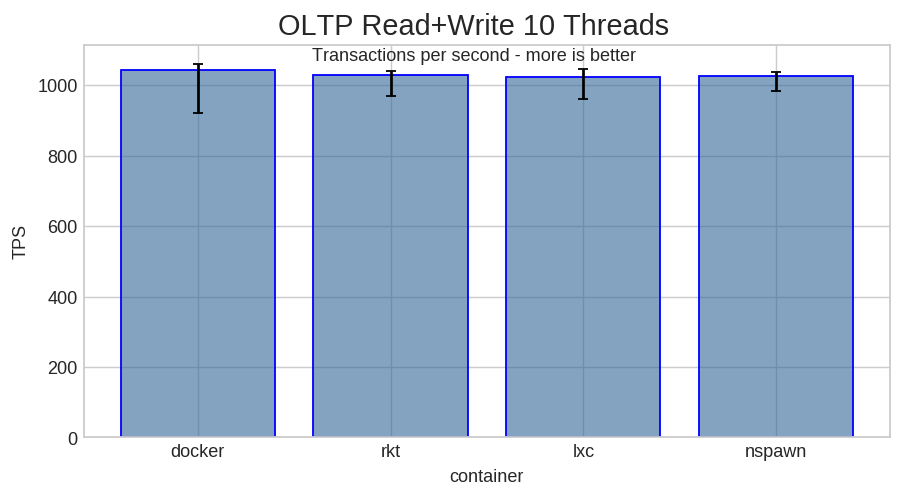 OLTP Read+Write 10 Threads
Transactions per second - more is better
1000
800
600
400
200
0
TPS
docker rkt lxc nspawn
container